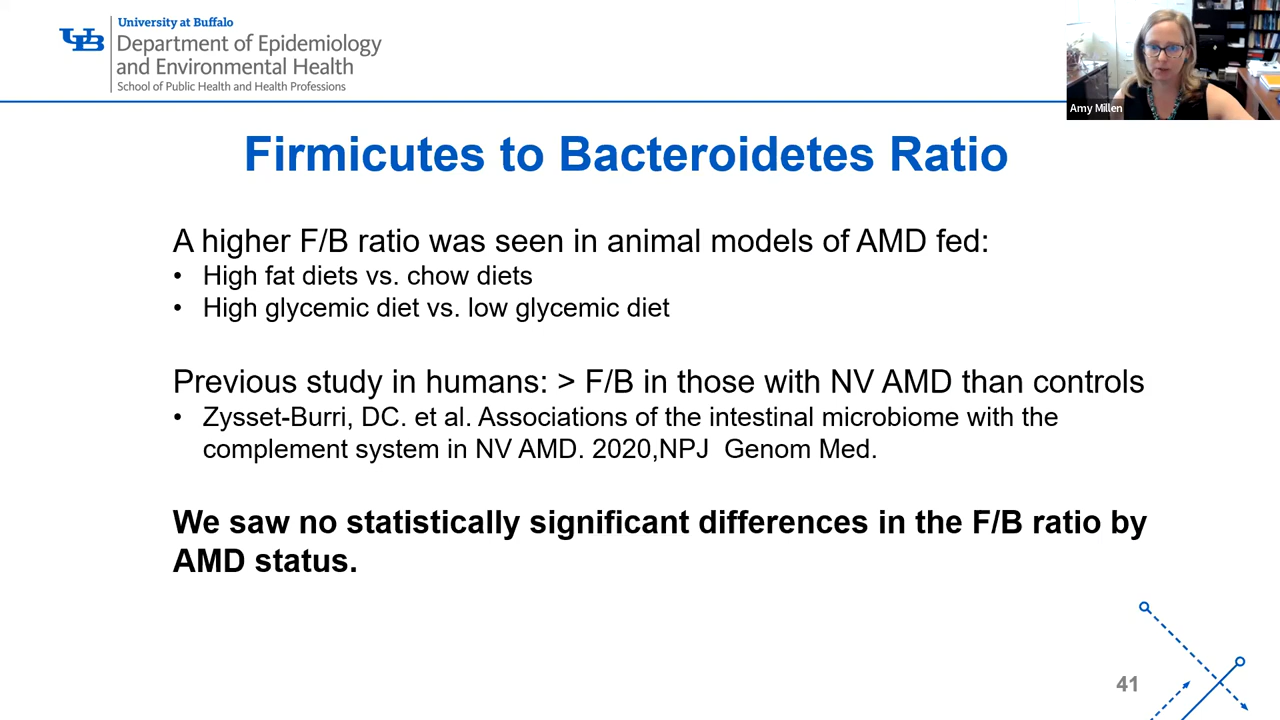 University at Buffalo
UB
Department of Epidemiology
and Environmental Health
School of Public Health and Health Professions
Amy Millen
Firmicutes to Bacteroidetes Ratio
A higher F/B ratio was seen in animal models of AMD fed:
• High fat diets vs. chow diets
• High glycemic diet vs. low glycemic diet
Previous study in humans: > F/B in those with NV AMD than controls
• Zysset-Burri, DC. et al. Associations of the intestinal microbiome with the
complement system in NV AMD. 2020,NPJ Genom Med.
We saw no statistically significant differences in the F/B ratio by
AMD status.
41